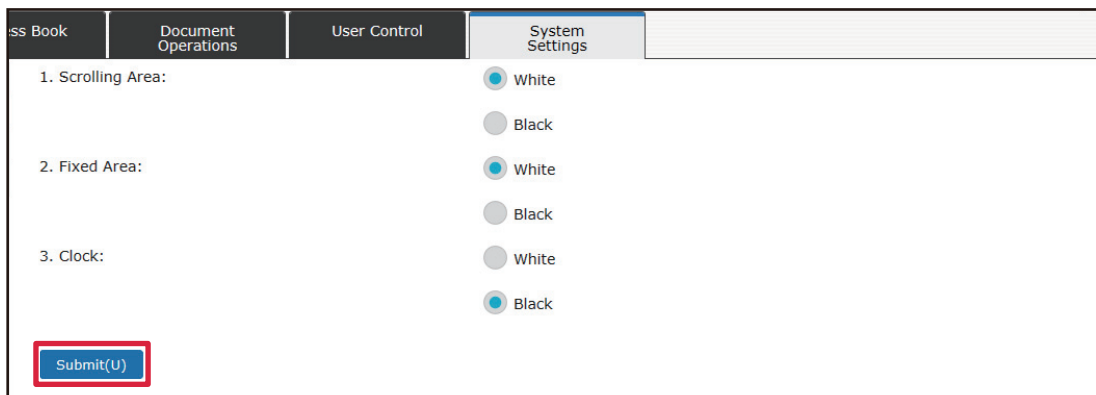 ss Book
Document
Operations
User Control
System
Settings
1. Scrolling Area:
White
Black
2. Fixed Area:
White
Black
3. Clock:
White
Black
Submit(U)